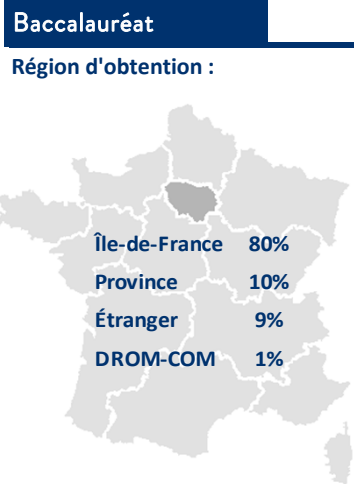 Baccalauréat
Région d'obtention :
Île-de-France 80%
Province 10%
Étranger 9%
DROM-COM 1%